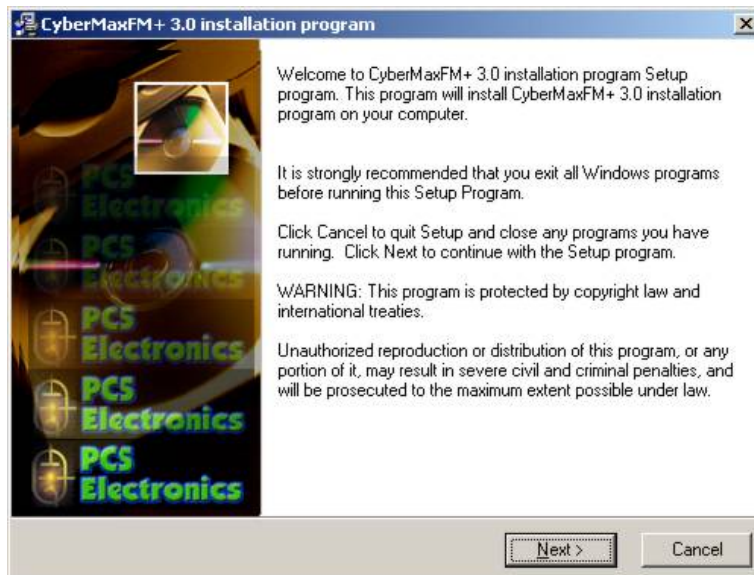 CyberMaxFM+ 3.0 installation program
Welcome to CyberMaxFM+ 3.0 installation program Setup
program. This program will install CyberMaxFM+ 3.0 installation
program on your computer.
It is strongly recommended that you exit all Windows programs
before running this Setup Program.
Click Cancel to quit Setup and close any programs you have
running.  Click Next to continue with the Setup program.
WARNING: This program is protected by copyright law and
international treaties.
Unauthorized reproduction or distribution of this program, or any
portion of it, may result in severe civil and criminal penalties, and
will be prosecuted to the maximum extent possible under law.
PCS
Electronics
PCS
Electronics
PCS
Electronics
PCS
Electronics
PCS
Electronics
Next >
Cancel